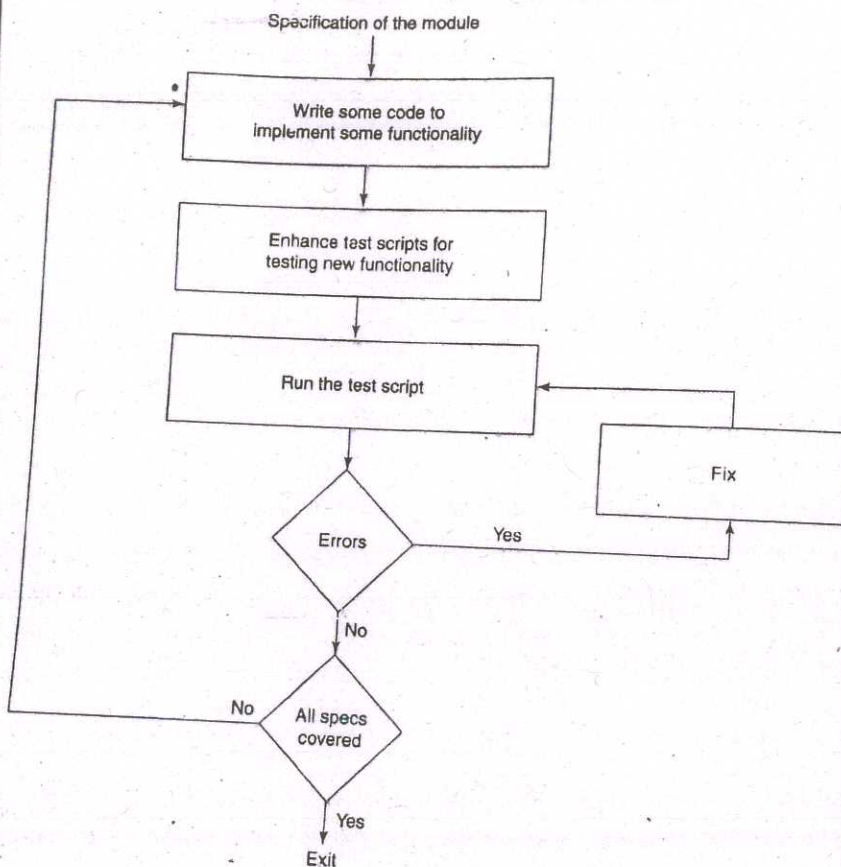 Specification of the module
Write some code to
implement some functionality
Enhance test scripts for
testing new functionality
Run the test script
Fix
Errors
Yes
No
No
All specs
covered
Yes
Exit